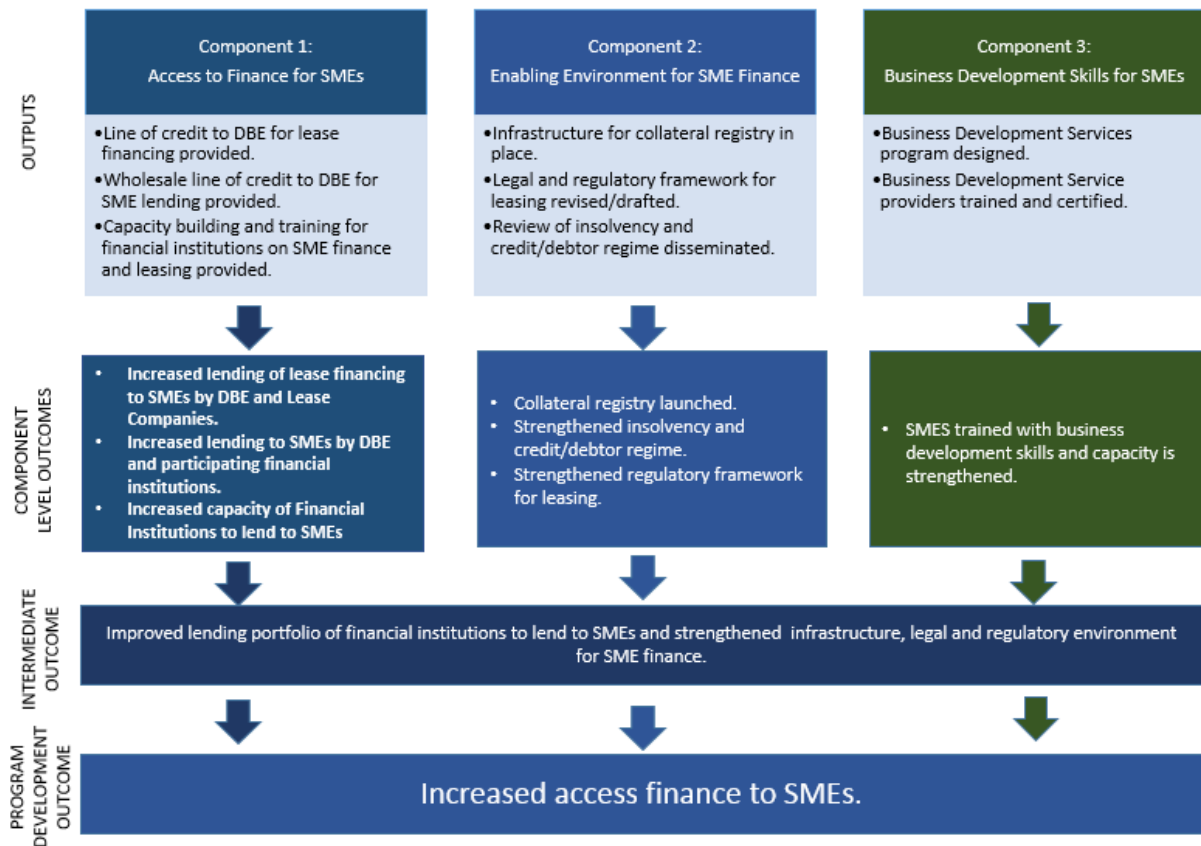 OUTPUTS
Component 1:
Access to Finance for SMEs
•Line of credit to DBE for lease
financing provided.
•Wholesale line of credit to DBE for
SME lending provided.
•Capacity building and training for
financial institutions on SME finance
and leasing provided.
Component 2:
Enabling Environment for SME Finance
•Infrastructure for collateral registry in
place.
•Legal and regulatory framework for
leasing revised/drafted.
•Review of insolvency and
credit/debtor regime disseminated.
Component 3:
Business Development Skills for SMEs
•Business Development Services
program designed.
•Business Development Service
providers trained and certified.
COMPONENT
LEVEL OUTCOMES
• Increased lending of lease financing
to SMEs by DBE and Lease
Companies.
• Increased lending to SMEs by DBE
and participating financial
institutions.
• Increased capacity of Financial
Institutions to lend to SMEs
• Collateral registry launched.
• Strengthened insolvency and
credit/debtor regime.
• Strengthened regulatory framework
for leasing.
• SMES trained with business
development skills and capacity is
strengthened.
INTERMEDIATE
OUTCOME
Improved lending portfolio of financial institutions to lend to SMEs and strengthened infrastructure, legal and regulatory environment
for SME finance.
PROGRAM
DEVELOPMENT
OUTCOME
Increased access finance to SMEs.